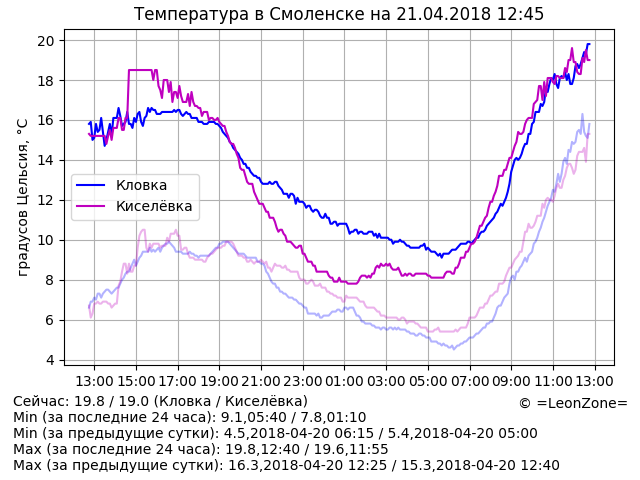 Температура в Смоленске на 21.04.2018 12:45
градусов Цельсия, °C
20
18
16
14
12
10
8
6
4
Кловка
Киселёвка
13:00 15:00 17:00 19:00 21:00 23:00 01:00 03:00 05:00 07:00 09:00 11:00 13:00
Сейчас: 19.8 / 19.0 (Кловка / Киселёвка)
© =LeonZone=
Min (за последние 24 часа): 9.1,05:40 / 7.8,01:10
Min (за предыдущие сутки): 4.5,2018-04-20 06:15 / 5.4,2018-04-20 05:00
Max (за последние 24 часа): 19.8,12:40 / 19.6,11:55
Max (за предыдущие сутки): 16.3,2018-04-20 12:25 / 15.3,2018-04-20 12:40